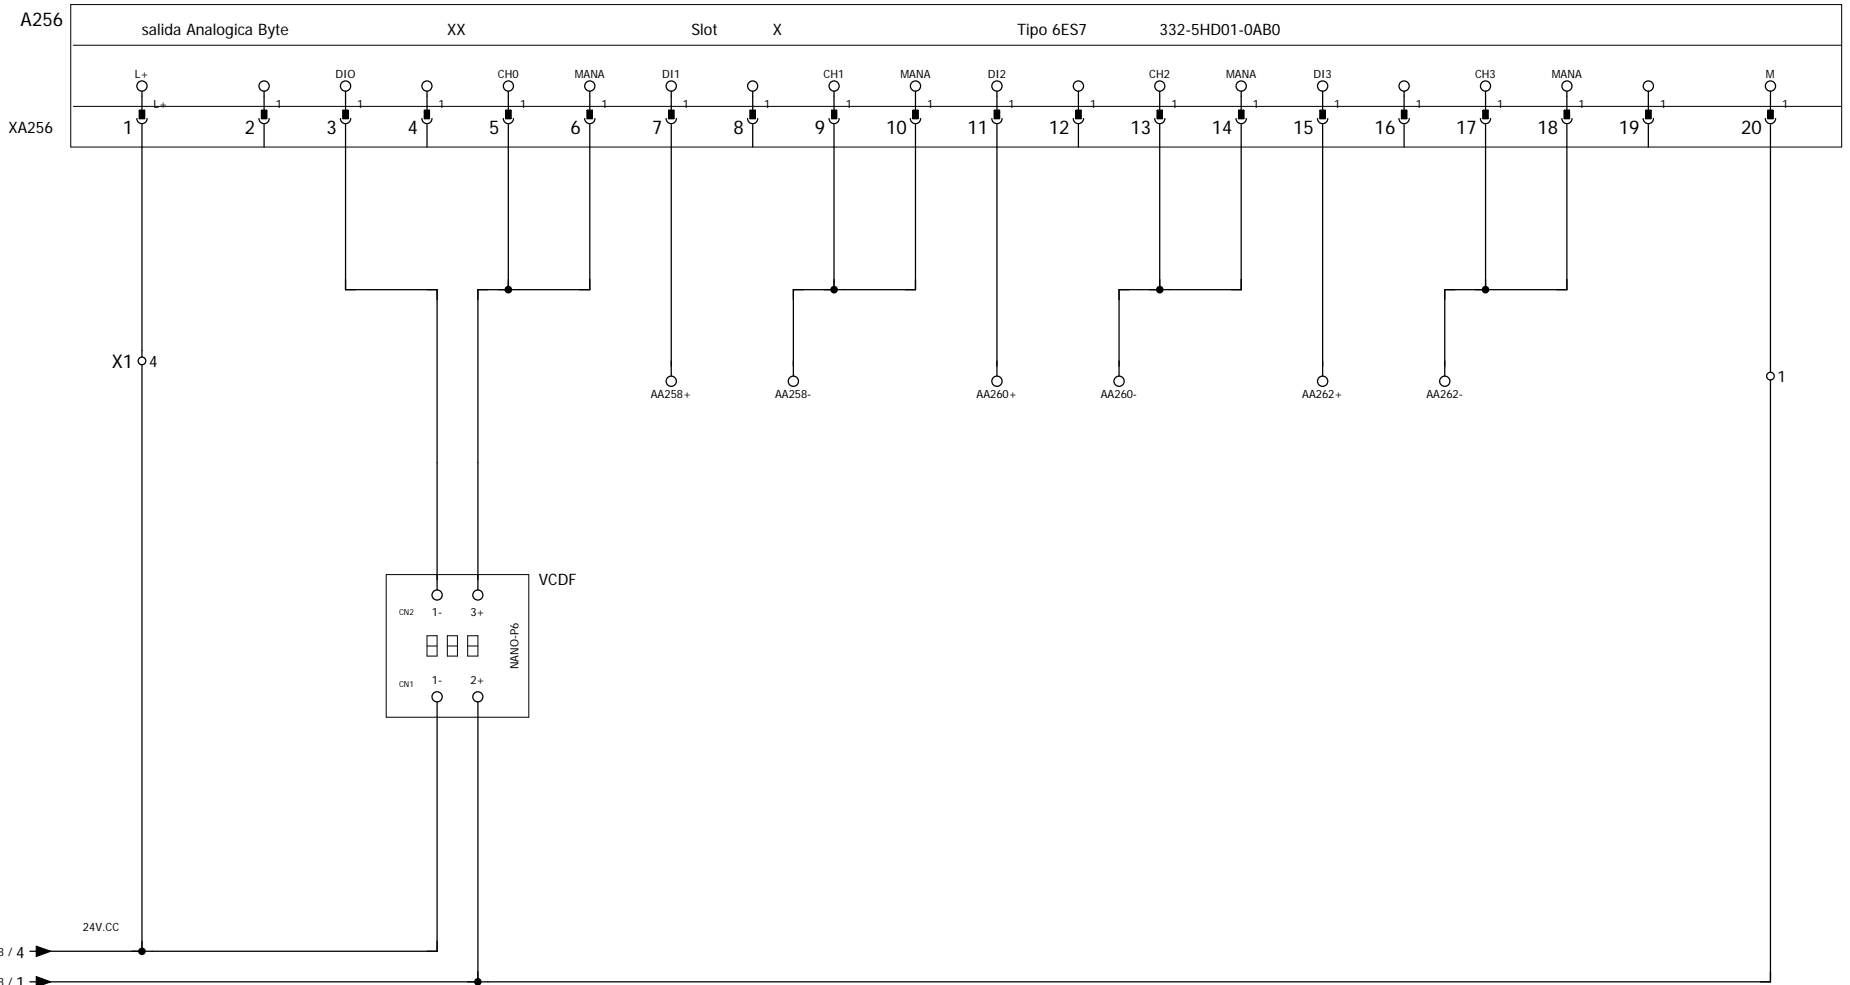 A256
salida Analogica Byte XX Slot X Tipo 6ES7 332-5HD01-0AB0
L+ DIO CH0 MANA DI1 CH1 MANA DI2 CH2 MANA DI3 CH3 MANA M
L+ 1 1 1 1 1 1 1 1 1 1 1 1 1 1 1 1 1 1 1
XA256 1 2 3 4 5 6 7 8 9 10 11 12 13 14 15 16 17 18 19 20
X1 4
1
AA258+ AA258- AA260+ AA260- AA262+ AA262-
VCDF
CN2 1- 3+
NANO-P6
CN1 1- 2+
24V.CC
/ 4
/ 1